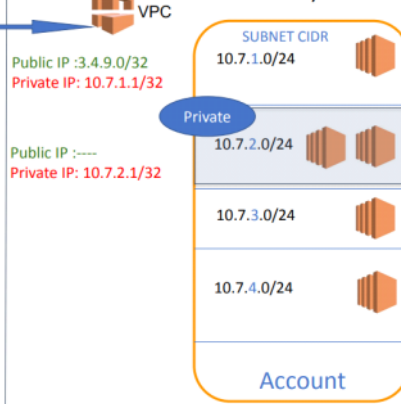 VPC
Public IP :3.4.9.0/32
Private IP: 10.7.1.1/32
Public IP :----
Private IP: 10.7.2.1/32
SUBNET CIDR
10.7.1.0/24
Private
10.7.2.0/24
10.7.3.0/24
10.7.4.0/24
Account